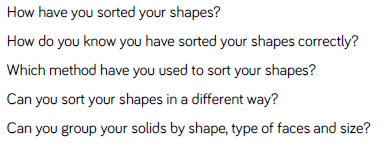 How have you sorted your shapes?
How do you know you have sorted your shapes correctly?
Which method have you used to sort your shapes?
Can you sort your shapes in a different way?
Can you group your solids by shape, type of faces and size?